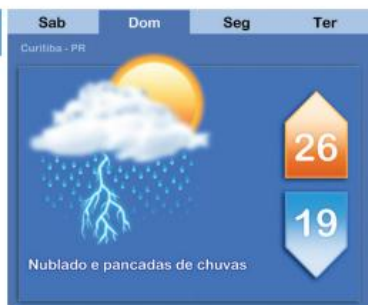 Sab Dom Seg Ter
Curitiba - PR
26
19
Nublado e pancadas de chuvas